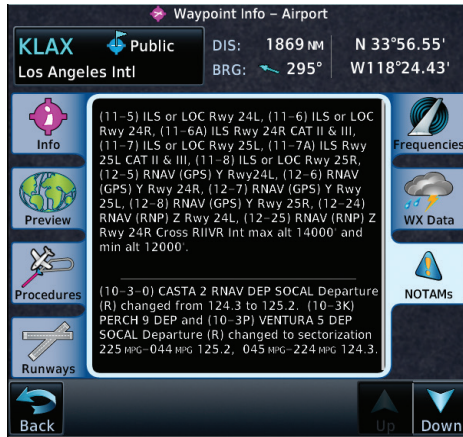 Waypoint Info – Airport
KLAX Public
Los Angeles Intl
DIS: 1869 NM
BRG: 295°
N 33°56.55'
W118°24.43'
Info
Preview
Procedures
Runways
(11-5) ILS or LOC Rwy 24L, (11-6) ILS or LOC
Rwy 24R, (11-6A) ILS Rwy 24R CAT II & III,
(11-7) ILS or LOC Rwy 25L, (11-7A) ILS Rwy
25L CAT II & III, (11-8) ILS or LOC Rwy 25R,
(12-5) RNAV (GPS) Y Rwy24L, (12-6) RNAV
(GPS) Y Rwy 24R, (12-7) RNAV (GPS) Y Rwy
25L, (12-8) RNAV (GPS) Y Rwy 25R, (12-24)
RNAV (RNP) Z Rwy 24L, (12-25) RNAV (RNP) Z
Rwy 24R Cross RIIVR Int max alt 14000' and
min alt 12000'.
(10-3-0) CASTA 2 RNAV DEP SOCAL Departure
(R) changed from 124.3 to 125.2. (10-3K)
PERCH 9 DEP and (10-3P) VENTURA 5 DEP
SOCAL Departure (R) changed to sectorization
225 MPG-044 MPG 125.2, 045 MPG-224 MPG 124.3.
Frequencies
WX Data
NOTAMs
Back
Up
Down